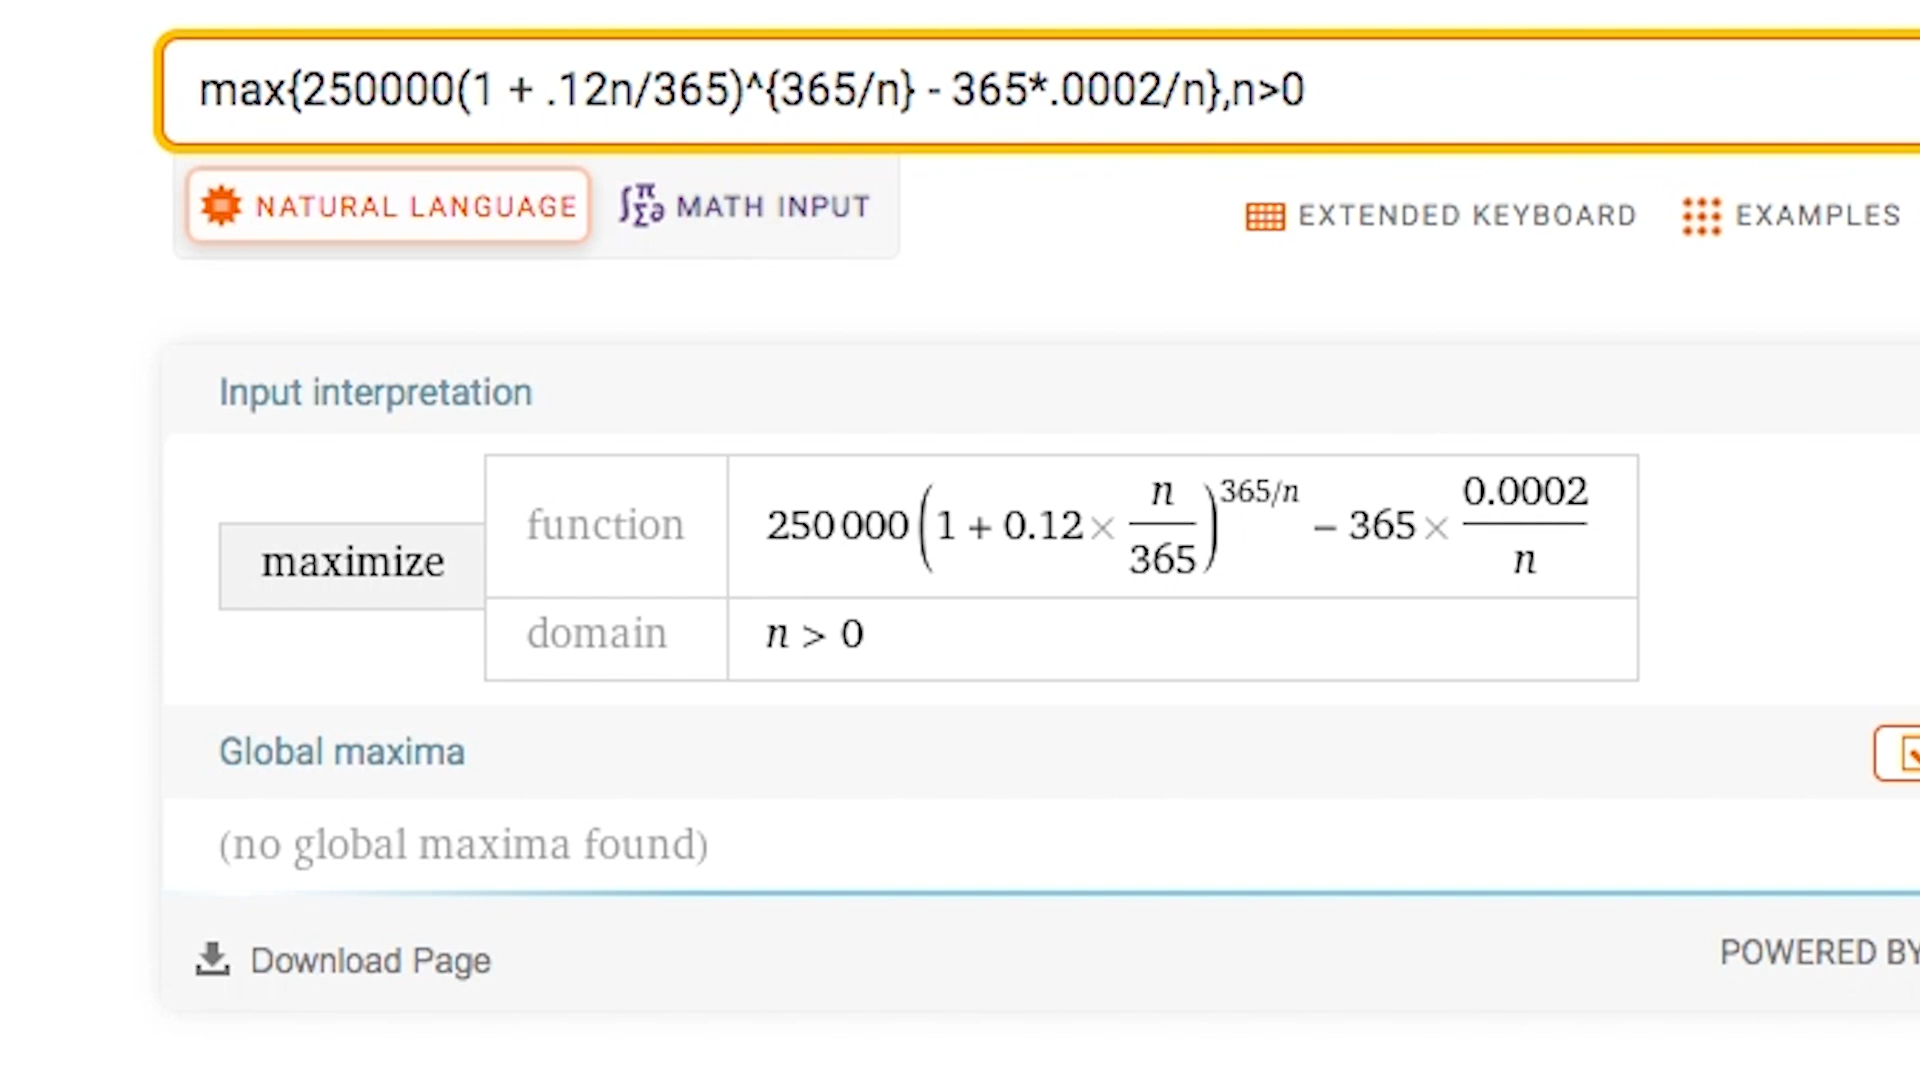 max{250000(1 + .12n/365)^{365/n} - 365*.0002/n},n>0
NATURAL LANGUAGE ∫π∑∂ MATH INPUT EXTENDED KEYBOARD EXAMPLES
Input interpretation
maximize function 250000(1 + 0.12× n/365)^365/n − 365× 0.0002/n
domain n > 0
Global maxima
(no global maxima found)
Download Page POWERED BY